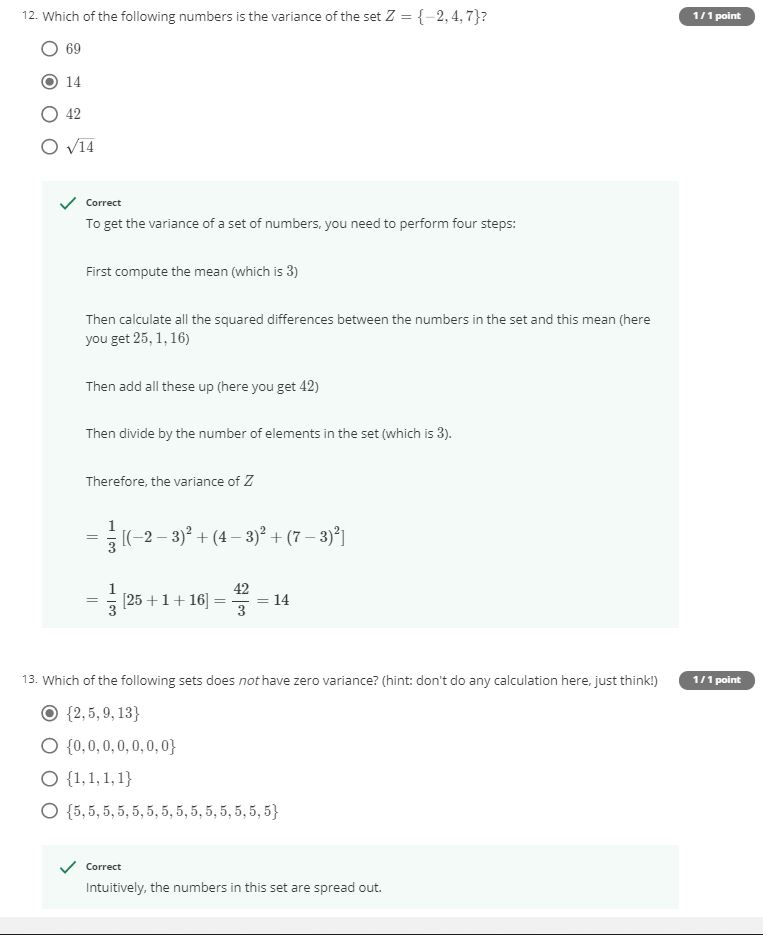 12. Which of the following numbers is the variance of the set Z = {−2, 4, 7}?
1 / 1 point
69
14
42
√14
Correct
To get the variance of a set of numbers, you need to perform four steps:
First compute the mean (which is 3)
Then calculate all the squared differences between the numbers in the set and this mean (here
you get 25, 1, 16)
Then add all these up (here you get 42)
Then divide by the number of elements in the set (which is 3).
Therefore, the variance of Z
= 1/3 [(−2 − 3)² + (4 − 3)² + (7 − 3)²]
= 1/3 [25 + 1 + 16] = 42/3 = 14
13. Which of the following sets does not have zero variance? (hint: don't do any calculation here, just think!)
1 / 1 point
{2, 5, 9, 13}
{0, 0, 0, 0, 0, 0, 0}
{1, 1, 1, 1}
{5, 5, 5, 5, 5, 5, 5, 5, 5, 5, 5, 5, 5, 5}
Correct
Intuitively, the numbers in this set are spread out.